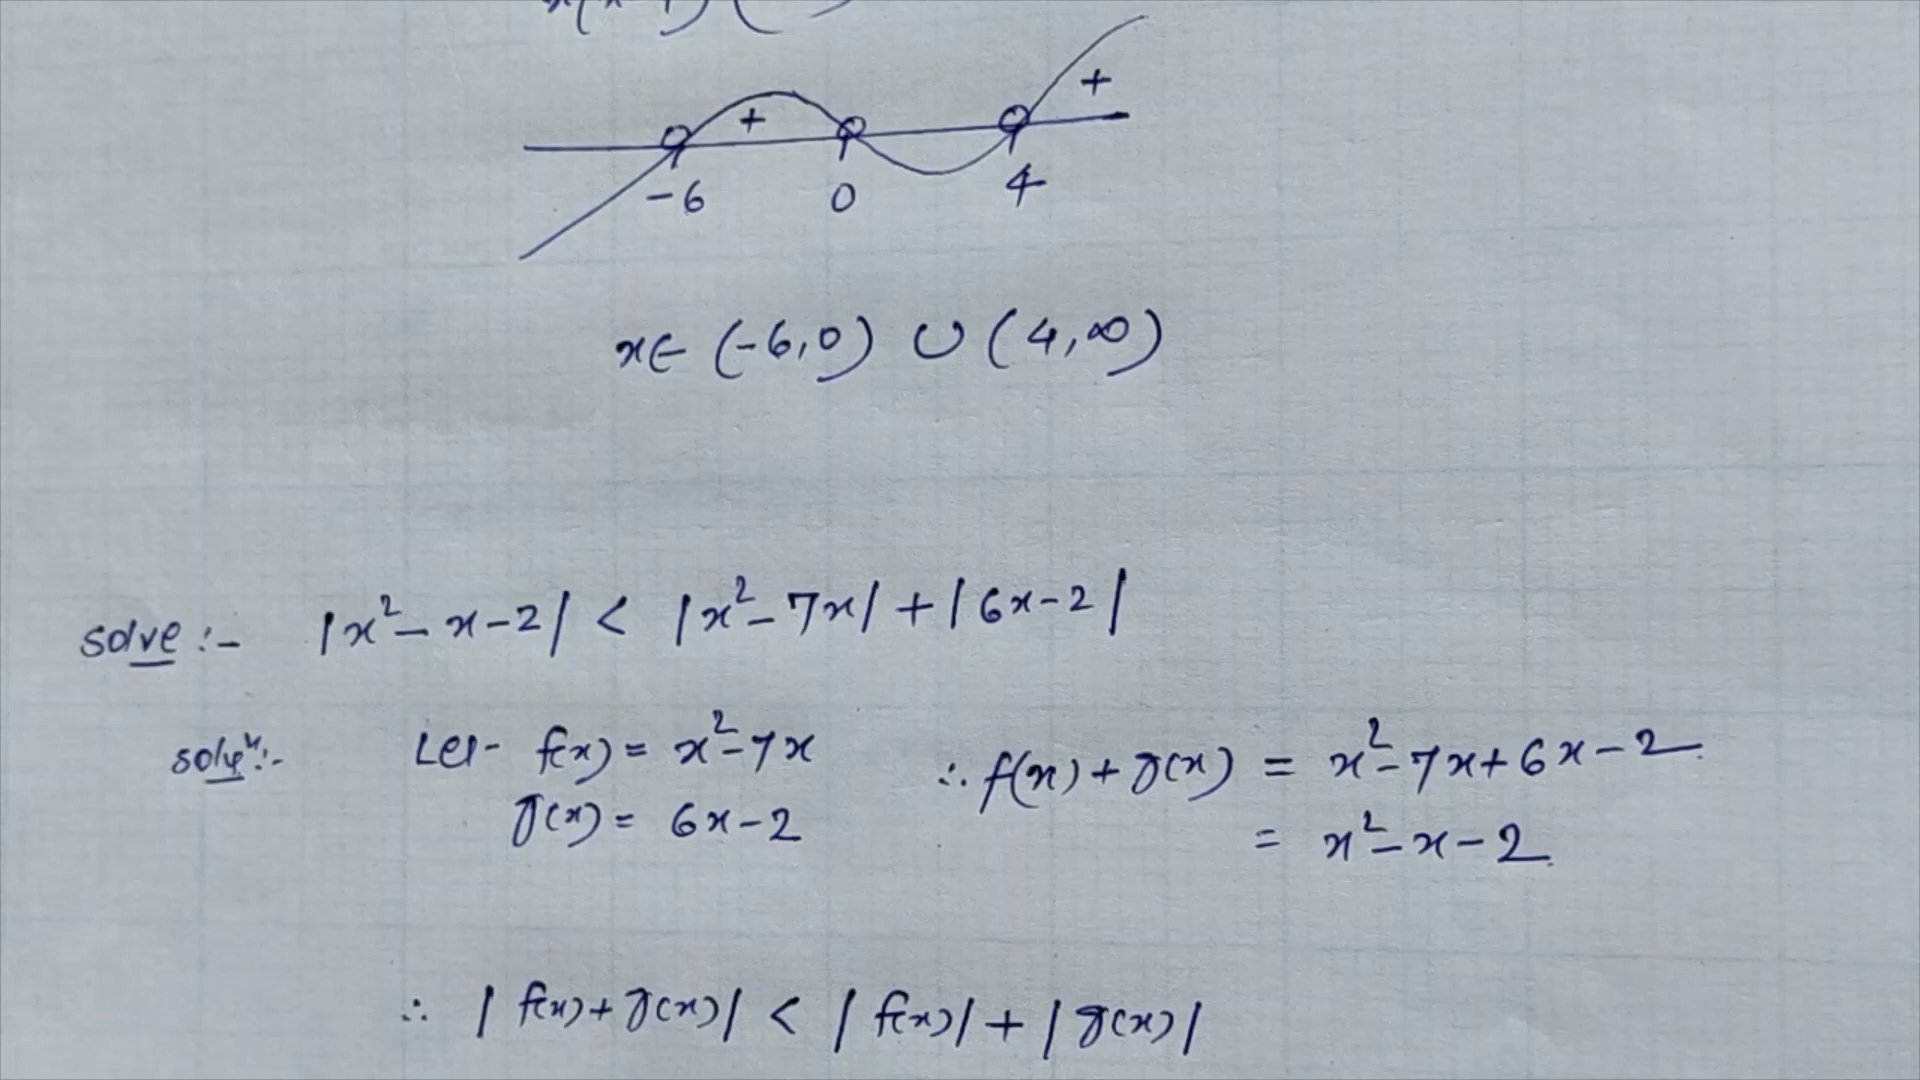 + +
-6 0 4
x∈ (-6,0) ∪ (4,∞)
solve :- |x²-x-2| < |x²-7x| + |6x-2|
solⁿ:- Let f(x) = x²-7x ∴ f(x) + g(x) = x²-7x+6x-2
g(x) = 6x-2 = x²-x-2
∴ |f(x)+g(x)| < |f(x)| + |g(x)|